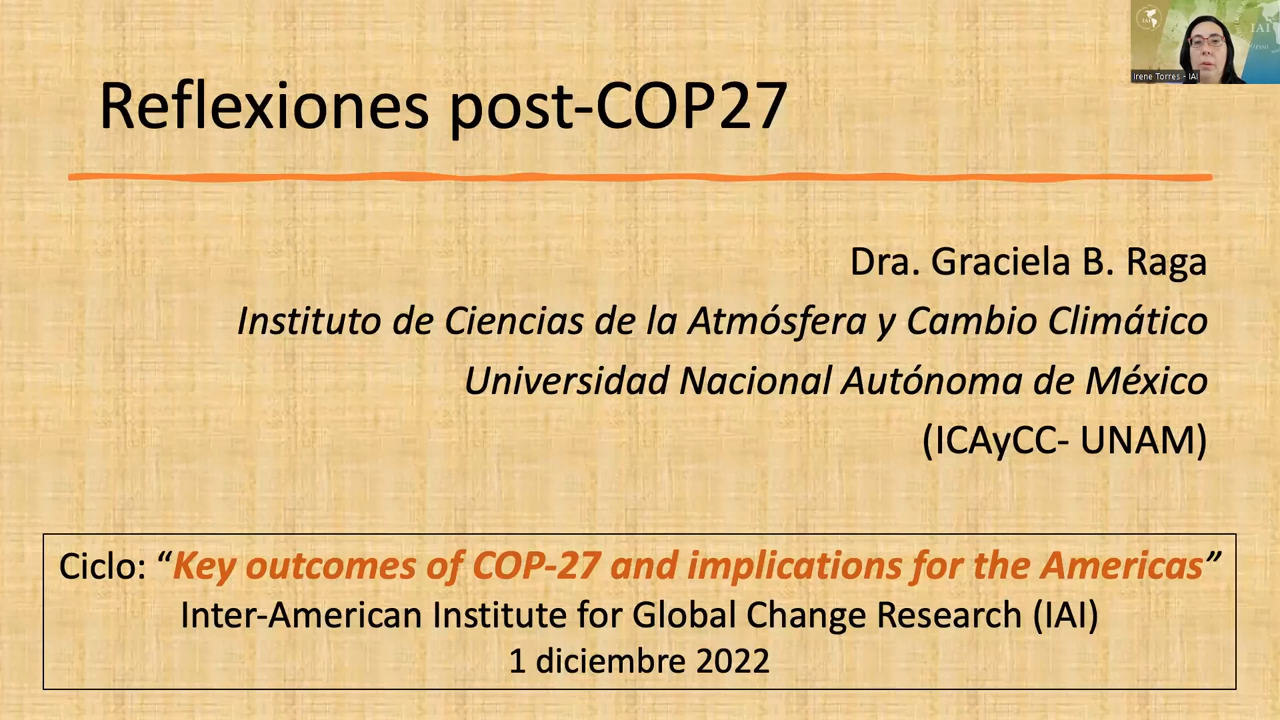 Reflexiones post-COP27
IAI
IAI
Irene Torres - IAI
Dra. Graciela B. Raga
Instituto de Ciencias de la Atmósfera y Cambio Climático
Universidad Nacional Autónoma de México
(ICAyCC- UNAM)
Ciclo: “Key outcomes of COP-27 and implications for the Americas”
Inter-American Institute for Global Change Research (IAI)
1 diciembre 2022